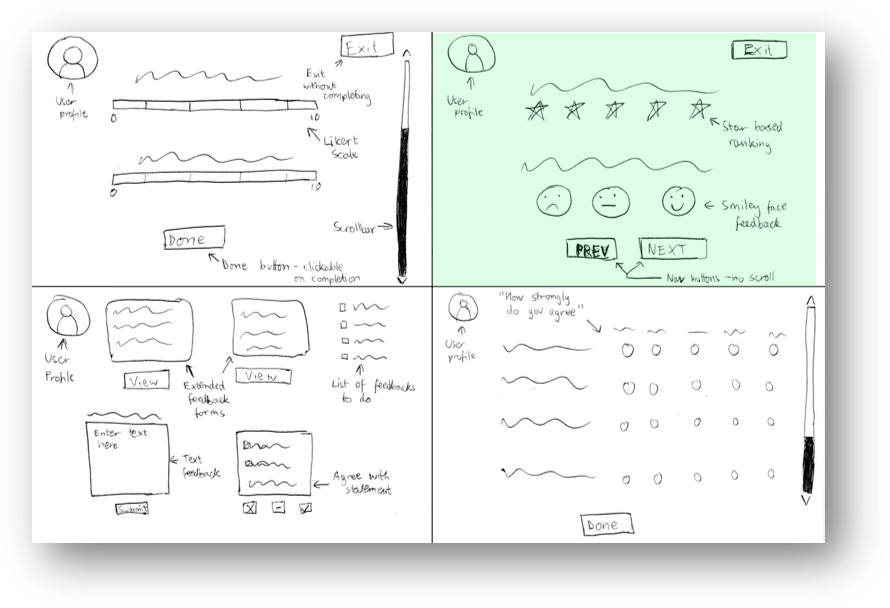 Exit
User
profile
Exit
without
completing
0
10
Likert
Scale
0
10
Scrollbar
Done
Done button - clickable
on completion
Exit
User
profile
Star based
ranking
Smiley face
feedback
PREV
NEXT
Nav buttons - no scroll
User
Profile
View
View
Extended
feedback
forms
List of feedbacks
to do
Enter text
here
Text
feedback
Submit
Agree with
statement
"How strongly
do you agree"
User
profile
Done